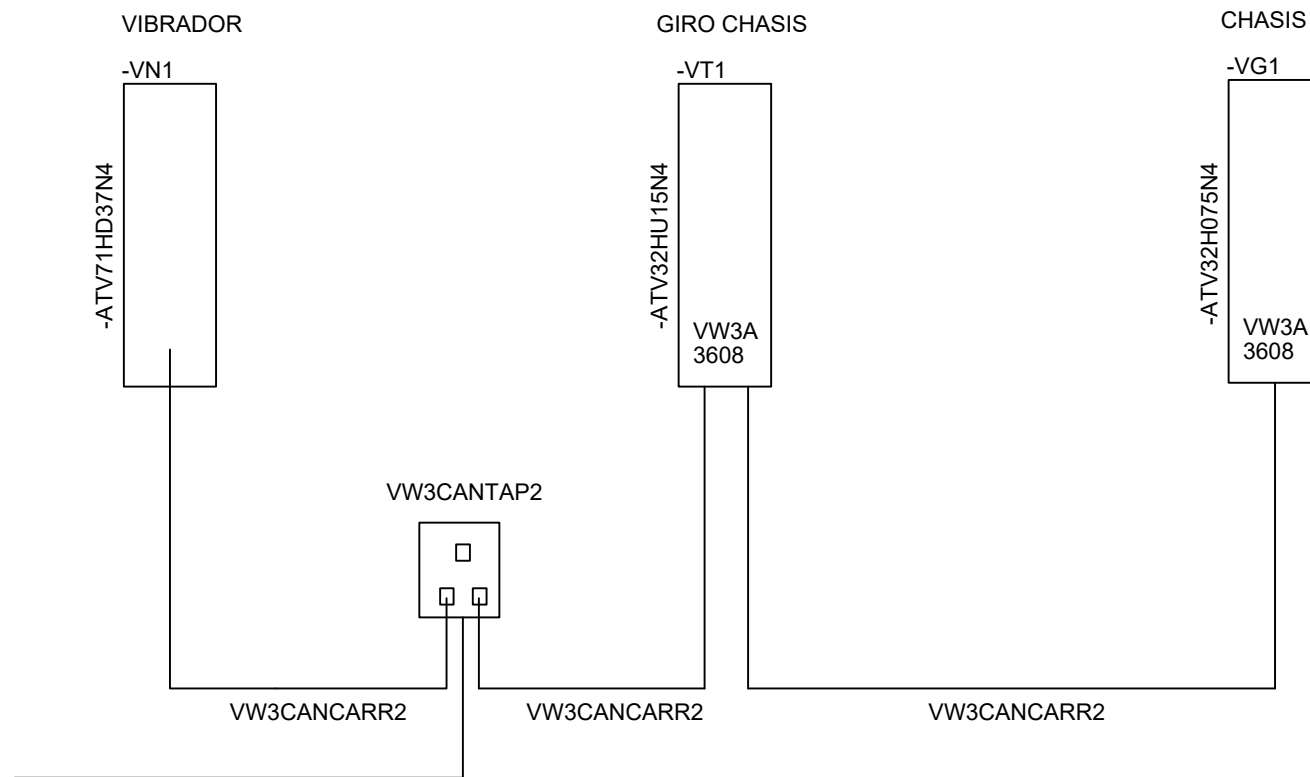 VIBRADOR
GIRO CHASIS
CHASIS
-VN1
-VT1
-VG1
-ATV71HD37N4
-ATV32HU15N4
-ATV32H075N4
VW3A
3608
VW3A
3608
VW3CANTAP2
VW3CANCARR2
VW3CANCARR2
VW3CANCARR2